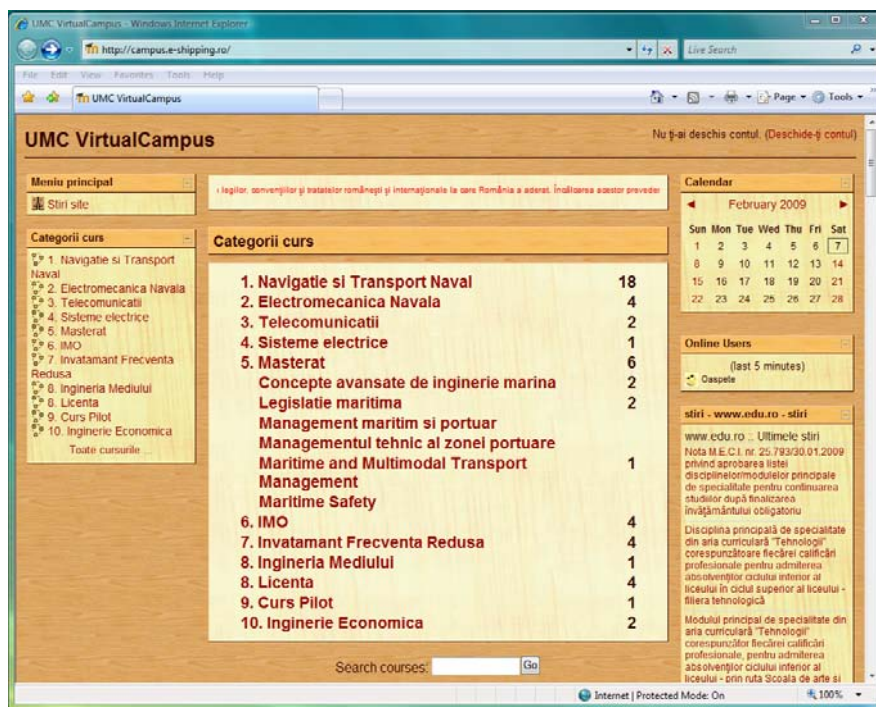 UMC VirtualCampus - Windows Internet Explorer
http://campus.e-shipping.ro/
Live Search
File Edit View Favorites Tools Help
UMC VirtualCampus
Page Tools
UMC VirtualCampus
Nu ţi-ai deschis contul. (Deschide-ţi contul)
Meniu principal
Stiri site
Categorii curs
1. Navigatie si Transport
Naval
2. Electromecanica Navala
3. Telecomunicatii
4. Sisteme electrice
5. Masterat
6. IMO
7. Invatamant Frecventa
Redusa
8. Ingineria Mediului
8. Licenta
9. Curs Pilot
10. Inginerie Economica
Toate cursurile ...
legilor, convenţiilor şi tratatelor româneşti şi internaţionale la care România a aderat. Încălcarea acestor preveder
Categorii curs
1. Navigatie si Transport Naval 18
2. Electromecanica Navala 4
3. Telecomunicatii 2
4. Sisteme electrice 1
5. Masterat 6
Concepte avansate de inginerie marina 2
Legislatie maritima 2
Management maritim si portuar
Managementul tehnic al zonei portuare
Maritime and Multimodal Transport 1
Management
Maritime Safety
6. IMO 4
7. Invatamant Frecventa Redusa 4
8. Ingineria Mediului 1
8. Licenta 4
9. Curs Pilot 1
10. Inginerie Economica 2
Search courses: Go
Calendar
February 2009
Sun Mon Tue Wed Thu Fri Sat
1 2 3 4 5 6 7
8 9 10 11 12 13 14
15 16 17 18 19 20 21
22 23 24 25 26 27 28
Online Users
(last 5 minutes)
Oaspete
stiri - www.edu.ro - stiri
www.edu.ro :: Ultimele stiri
Nota M.E.C.I. nr. 25.793/30.01.2009
privind aprobarea listei
disciplinelor/modulelor principale
de specialitate pentru continuarea
studiilor după finalizarea
învăţământului obligatoriu
Disciplina principală de specialitate
din aria curriculară "Tehnologii"
corespunzătoare fiecărei calificări
profesionale pentru admiterea
absolvenţilor ciclului inferior al
liceului în ciclul superior al liceului -
filiera tehnologică
Modulul principal de specialitate din
aria curriculară "Tehnologii"
corespunzător fiecărei calificări
profesionale, pentru admiterea
absolvenţilor ciclului inferior al
liceului - prin ruta Scoala de arte si
Internet | Protected Mode: On 100%